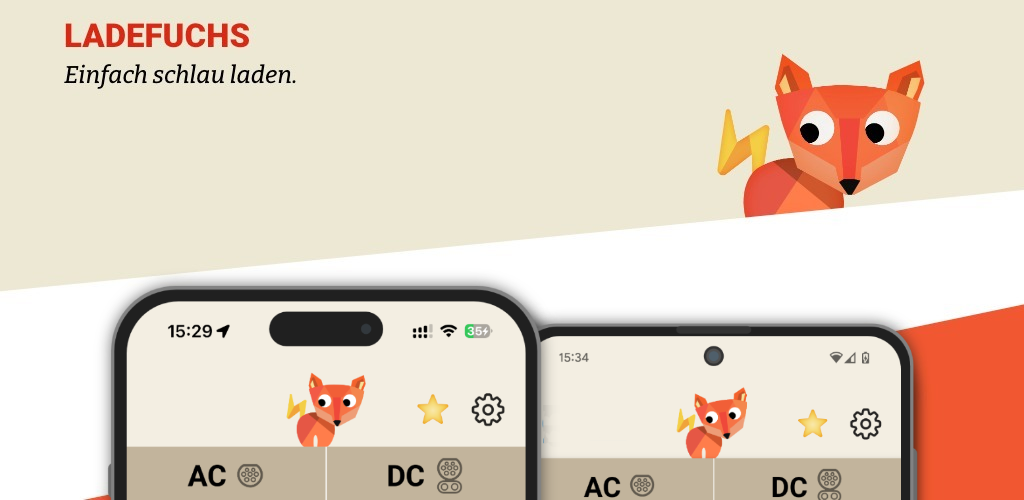 LADEFUCHS
Einfach schlau laden.
15:29
35
15:34
AC
DC
AC
DC